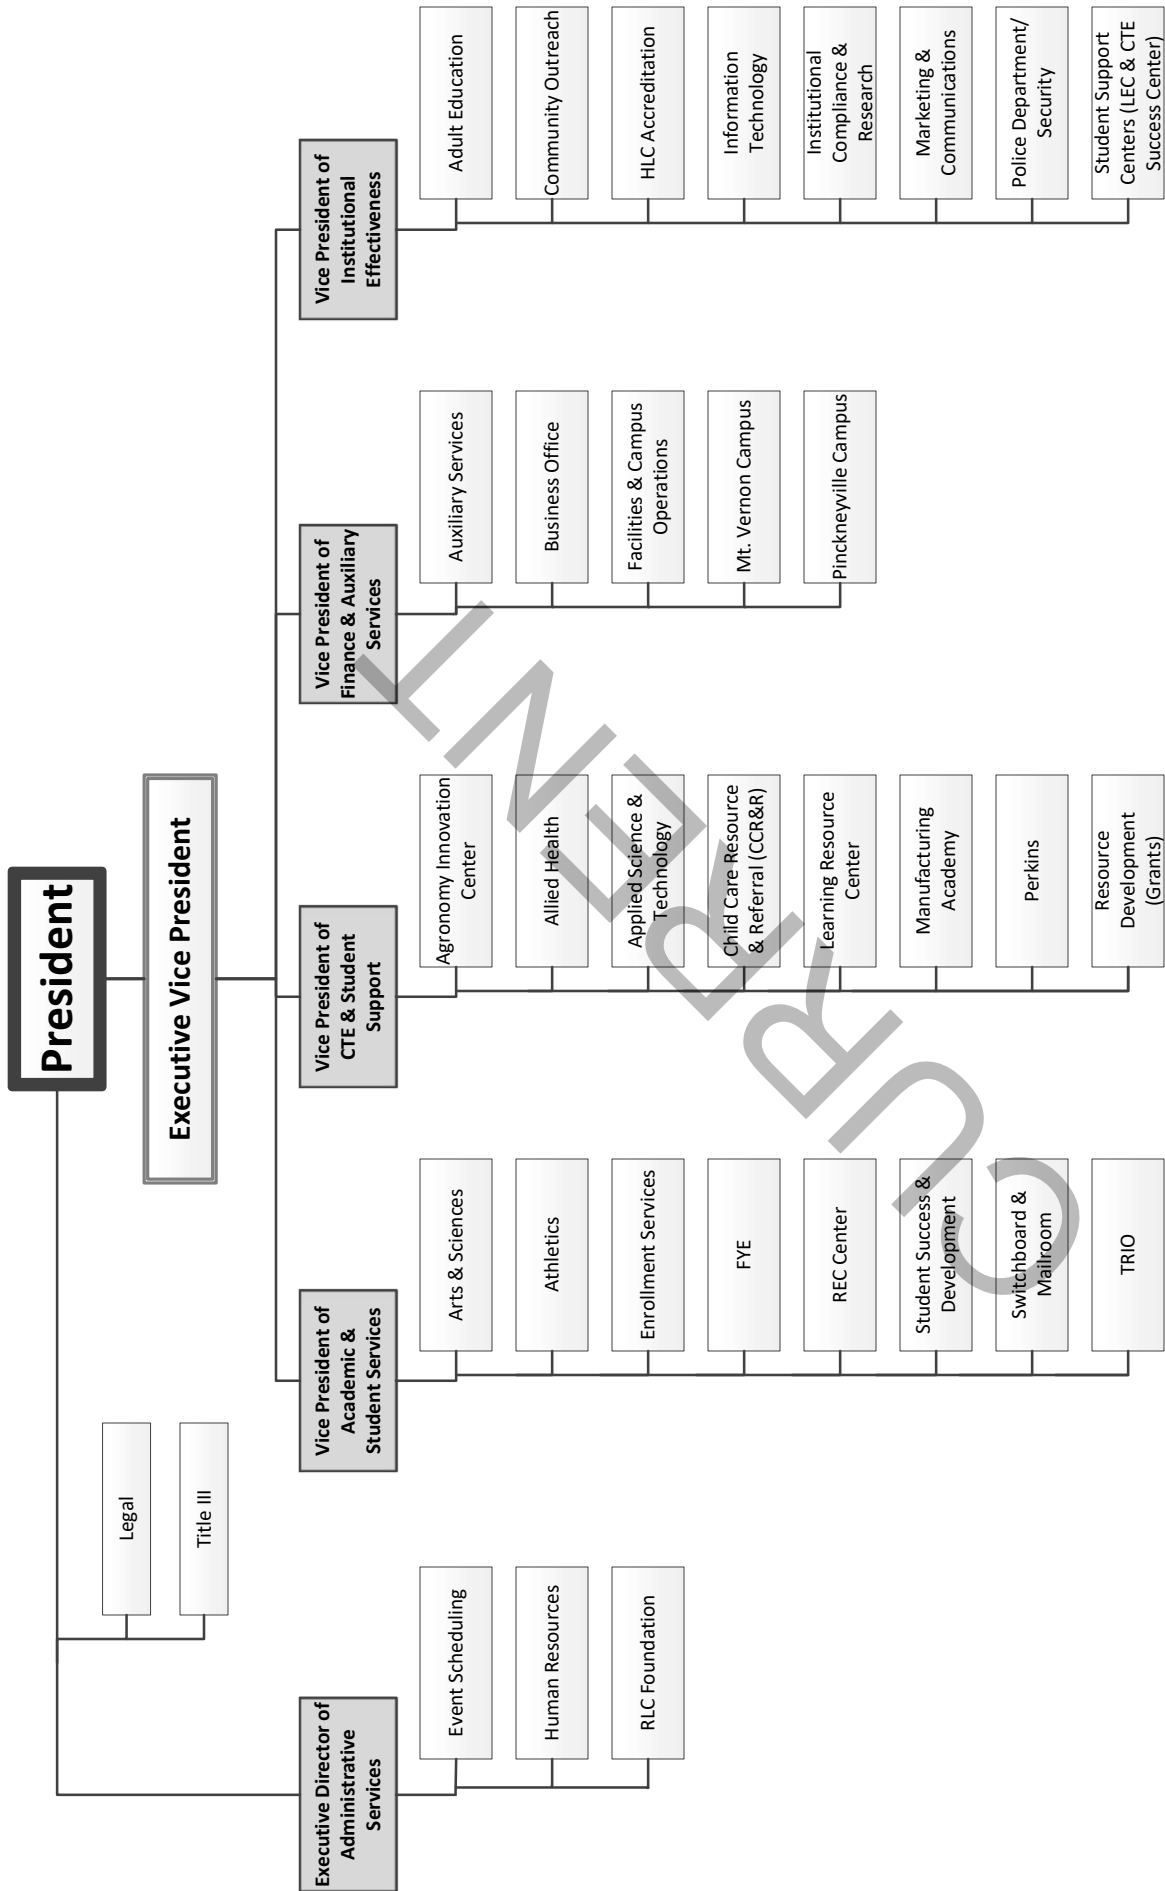 President
Executive Vice President
Legal
Title III
Executive Director of
Administrative
Services
Event Scheduling
Human Resources
RLC Foundation
Vice President of
Academic &
Student Services
Arts & Sciences
Athletics
Enrollment Services
FYE
REC Center
Student Success &
Development
Switchboard &
Mailroom
TRIO
Vice President of
CTE & Student
Support
Agronomy Innovation
Center
Allied Health
Applied Science &
Technology
Child Care Resource
& Referral (CCR&R)
Learning Resource
Center
Manufacturing
Academy
Perkins
Resource
Development
(Grants)
Vice President of
Finance & Auxiliary
Services
Auxiliary Services
Business Office
Facilities & Campus
Operations
Mt. Vernon Campus
Pinckneyville Campus
Vice President of
Institutional
Effectiveness
Adult Education
Community Outreach
HLC Accreditation
Information
Technology
Institutional
Compliance &
Research
Marketing &
Communications
Police Department/
Security
Student Support
Centers (LEC & CTE
Success Center)
CURRENT